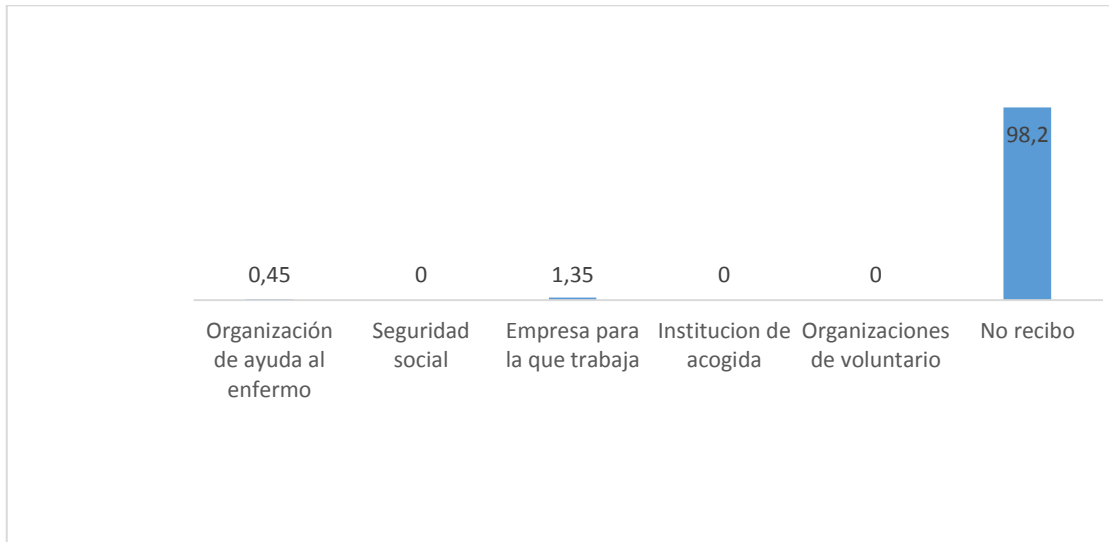 98,2
0,45
0
1,35
0
0
Organización
de ayuda al
enfermo
Seguridad
social
Empresa para
la que trabaja
Institucion de
acogida
Organizaciones
de voluntario
No recibo